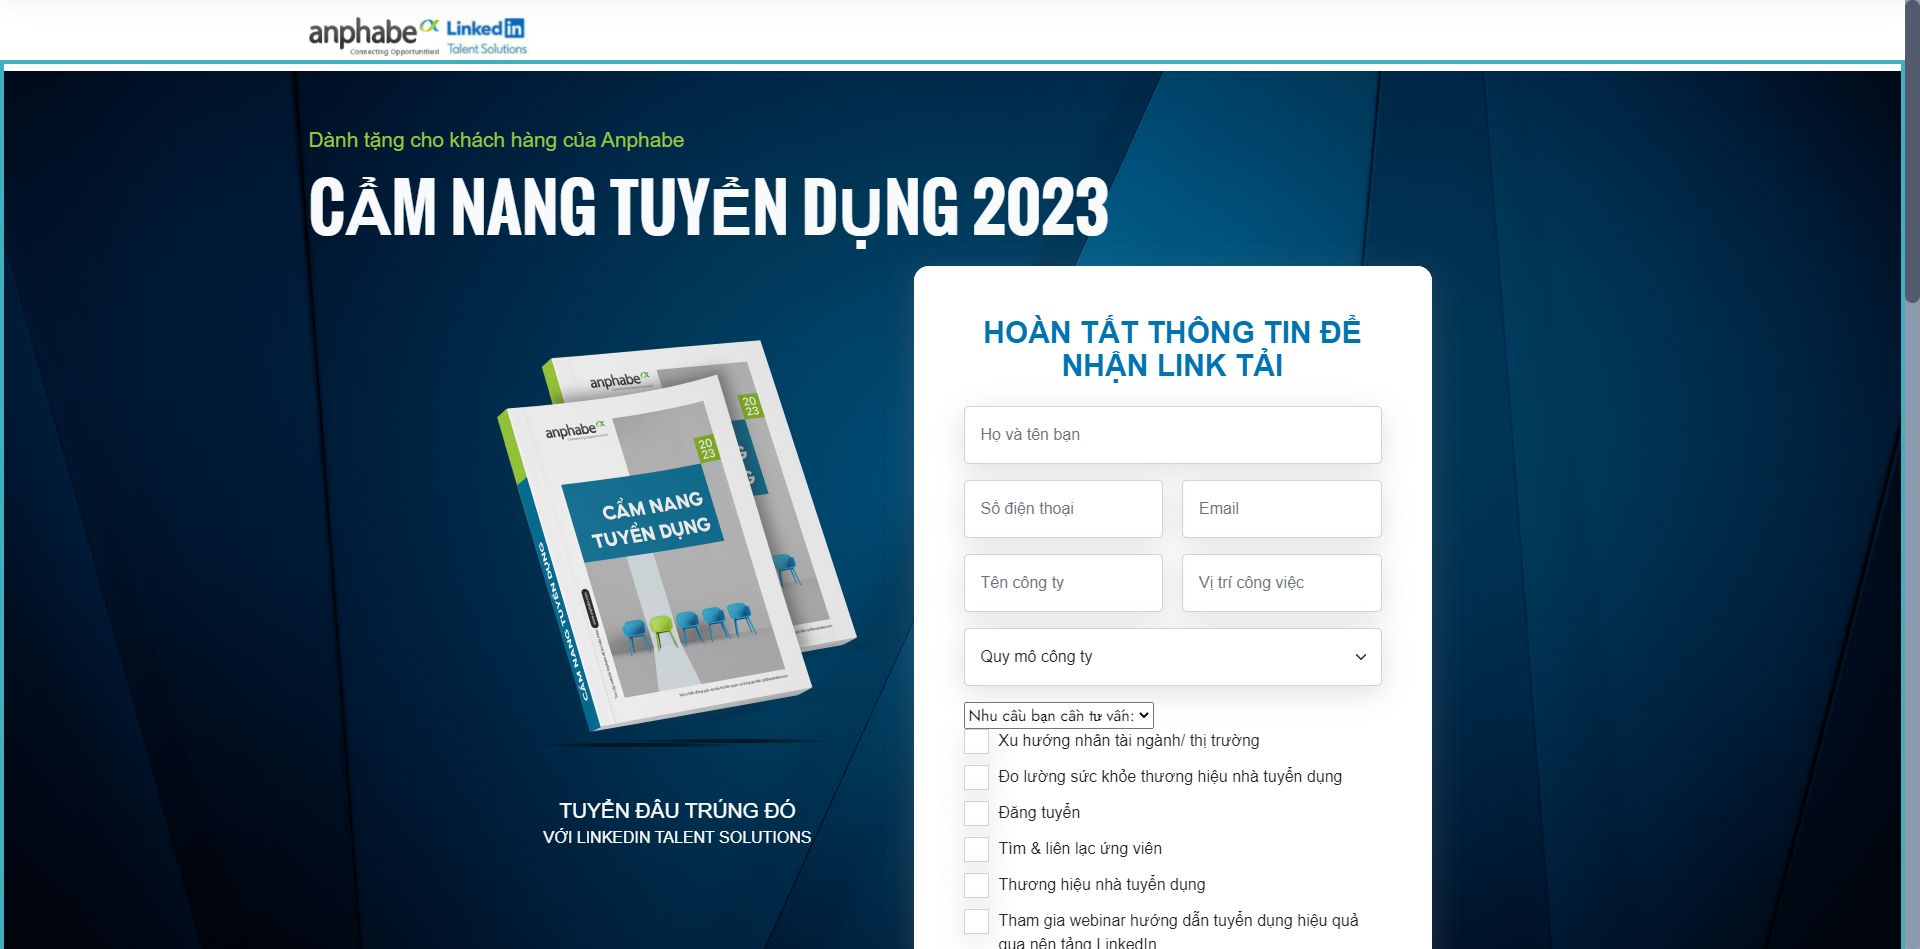 anphabe
Connecting Opportunities!
Linked in
Talent Solutions
Dành tặng cho khách hàng của Anphabe
CẨM NANG TUYỂN DỤNG 2023
HOÀN TẤT THÔNG TIN ĐỂ
NHẬN LINK TẢI
Họ và tên bạn
Số điện thoại
Email
Tên công ty
Vị trí công việc
Quy mô công ty
Nhu cầu bạn cần tư vấn:
Xu hướng nhân tài ngành/ thị trường
Đo lường sức khỏe thương hiệu nhà tuyển dụng
Đăng tuyển
Tìm & liên lạc ứng viên
Thương hiệu nhà tuyển dụng
Tham gia webinar hướng dẫn tuyển dụng hiệu quả
qua nền tảng LinkedIn
anphabe
20
23
anphabe
20
23
CẨM NANG
TUYỂN DỤNG
CẨM NANG TUYỂN DỤNG
TUYỂN ĐÂU TRÚNG ĐÓ
VỚI LINKEDIN TALENT SOLUTIONS